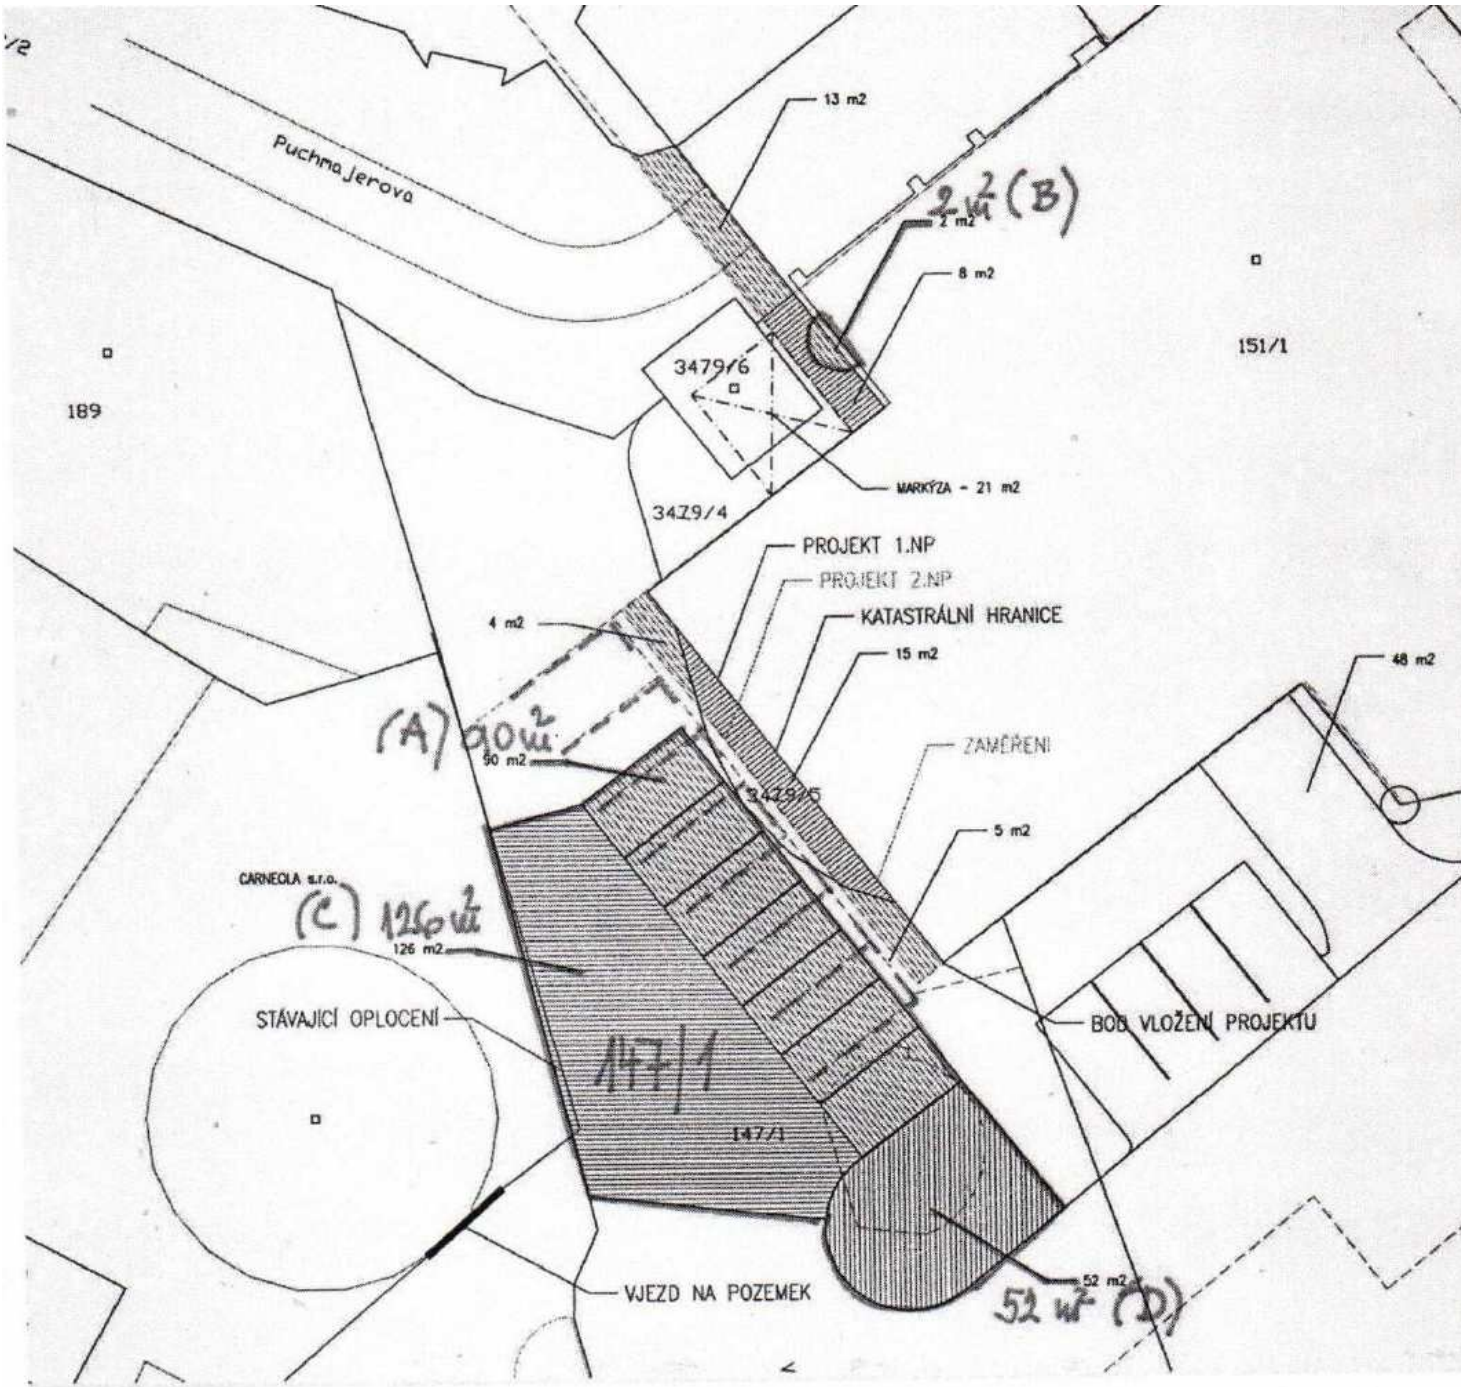 /2
Puchmajerova
13 m2
2 m² (B)
2 m2
8 m2
151/1
3479/6
189
MARKÝZA - 21 m2
3479/4
PROJEKT 1.NP
PROJEKT 2.NP
KATASTRÁLNÍ HRANICE
4 m2
15 m2
48 m2
(A) 90 m²
90 m2
ZAMĚŘENÍ
3479/5
5 m2
CARNEOLA s.r.o.
(C) 126 m²
126 m2
STÁVAJÍCÍ OPLOCENÍ
BOD VLOŽENÍ PROJEKTU
147/1
147/1
VJEZD NA POZEMEK
52 m2
52 m² (D)